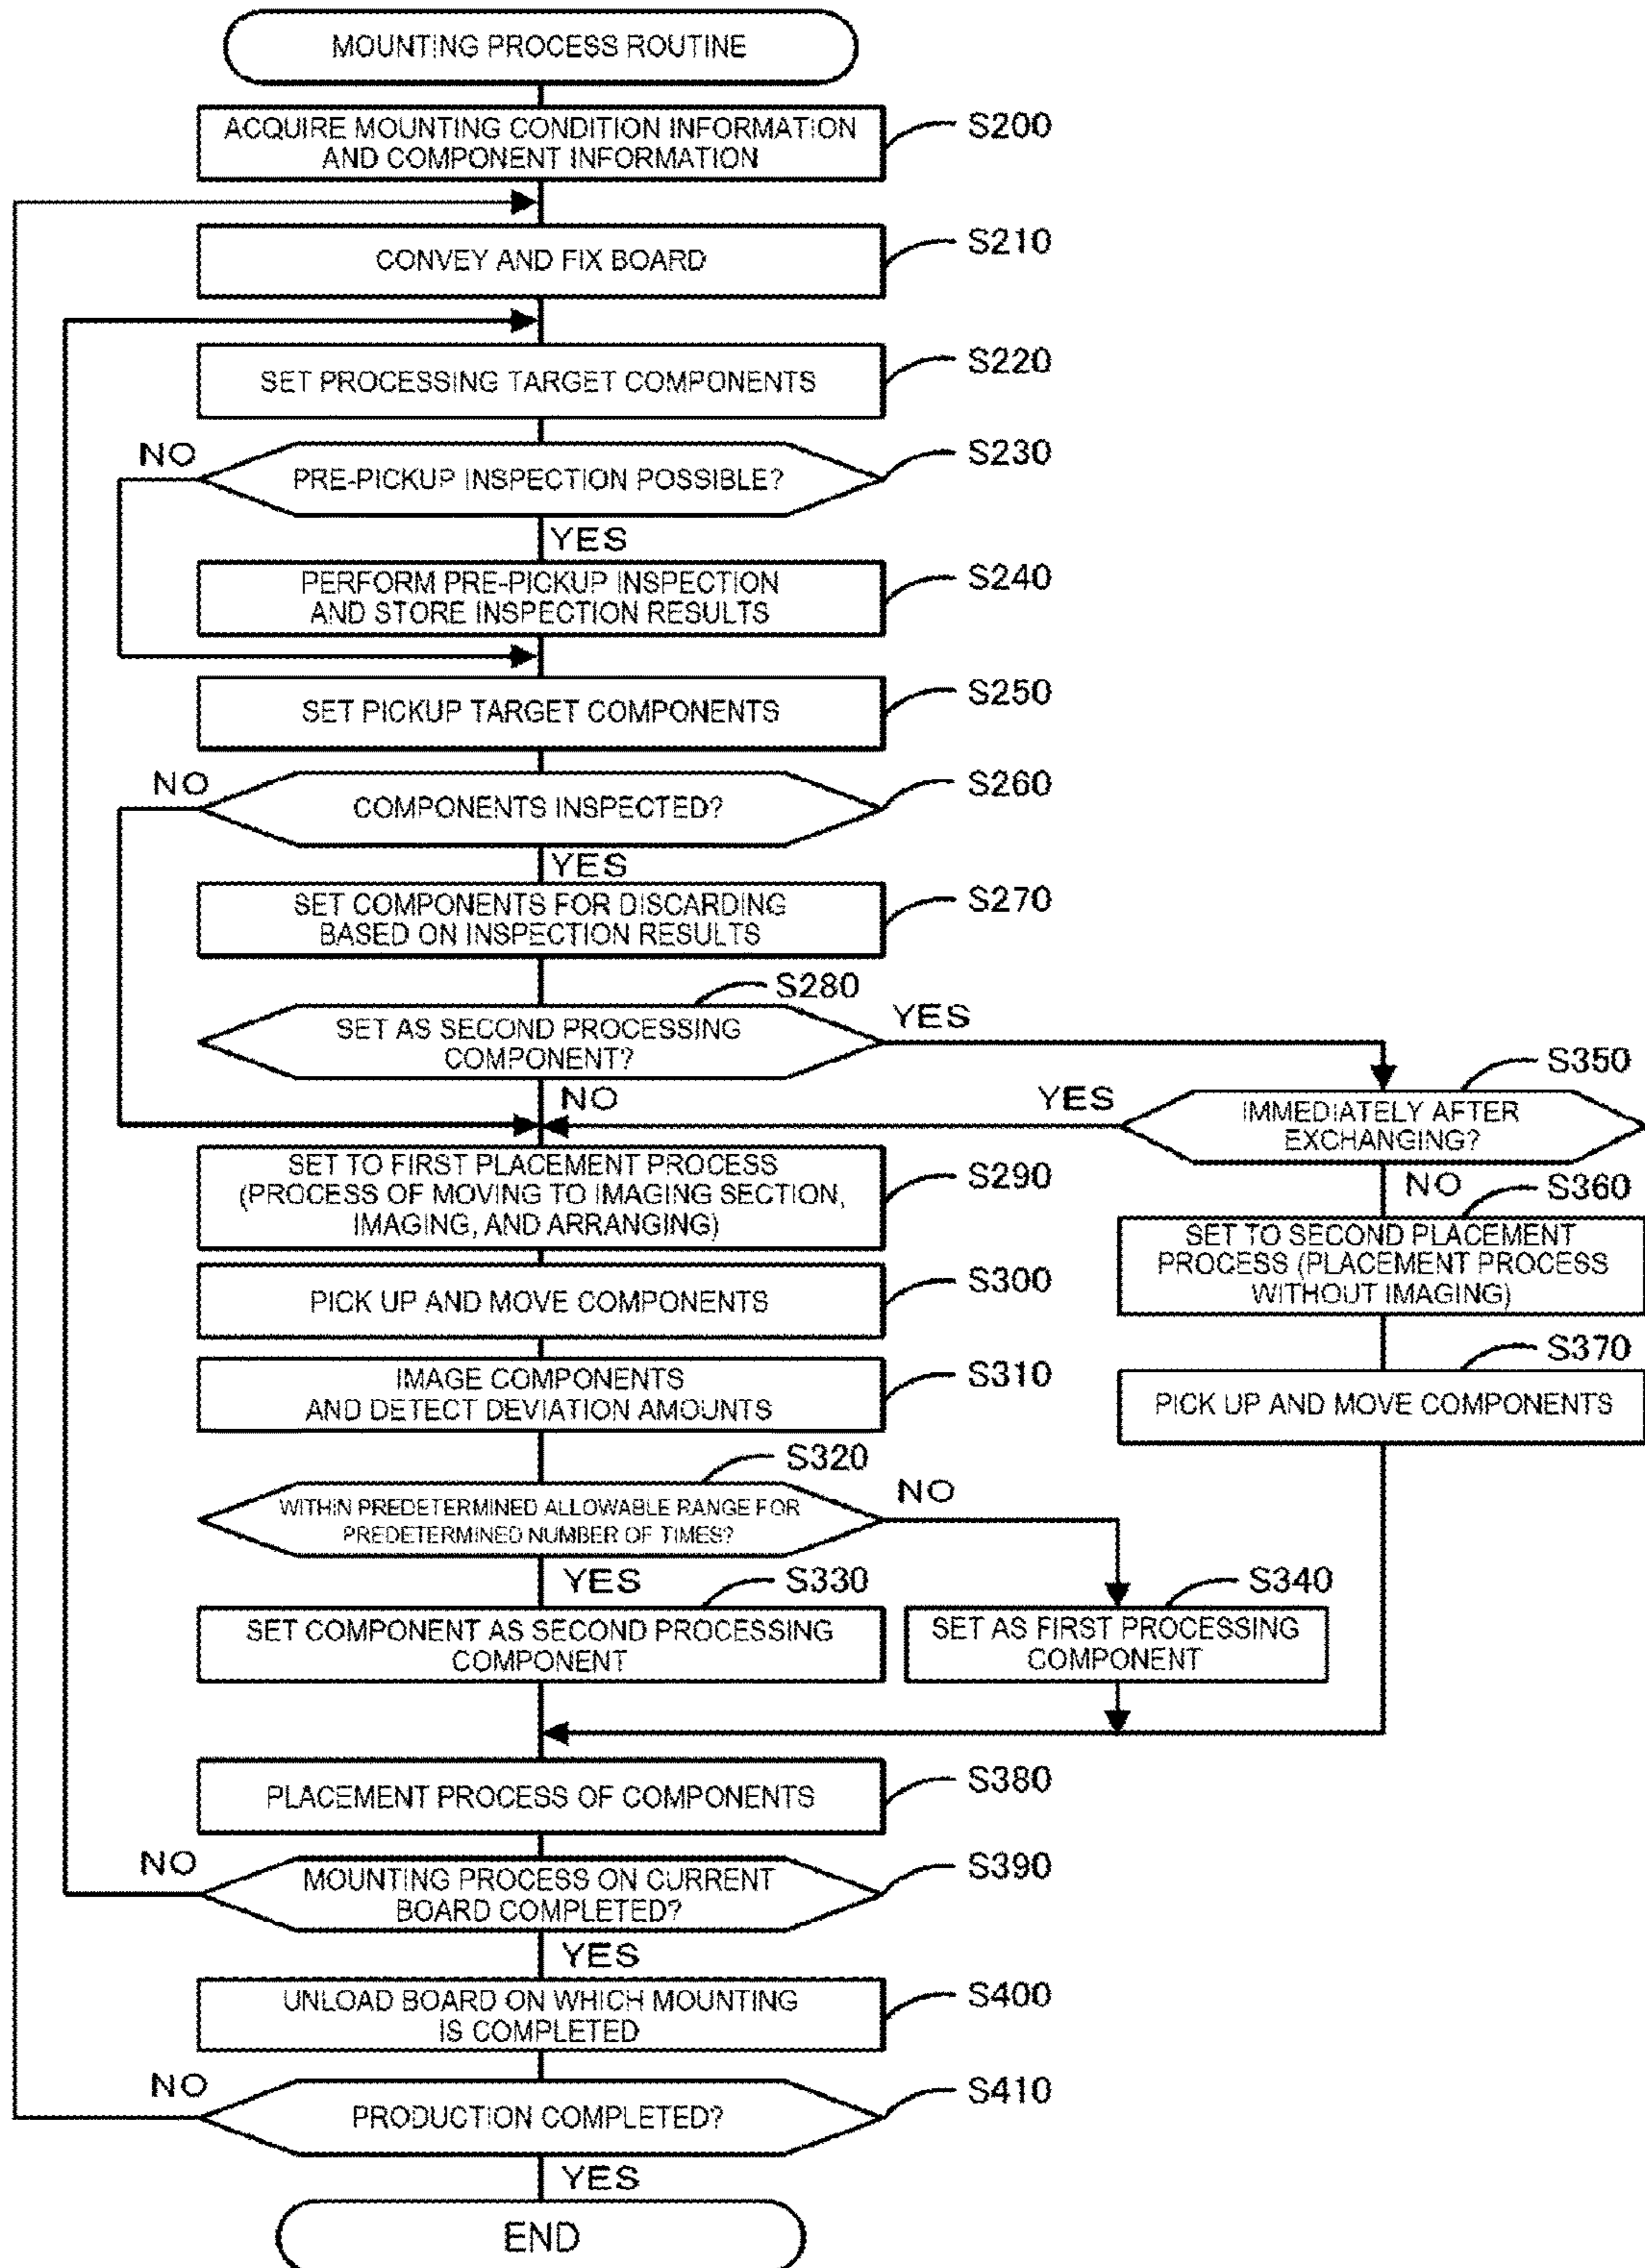 MOUNTING PROCESS ROUTINE
ACQUIRE MOUNTING CONDITION INFORMATION
AND COMPONENT INFORMATION
S200
CONVEY AND FIX BOARD
S210
SET PROCESSING TARGET COMPONENTS
S220
NO
PRE-PICKUP INSPECTION POSSIBLE?
S230
YES
PERFORM PRE-PICKUP INSPECTION
AND STORE INSPECTION RESULTS
S240
SET PICKUP TARGET COMPONENTS
S250
NO
COMPONENTS INSPECTED?
S260
YES
SET COMPONENTS FOR DISCARDING
BASED ON INSPECTION RESULTS
S270
S280
SET AS SECOND PROCESSING
COMPONENT?
YES
NO
YES
S350
IMMEDIATELY AFTER
EXCHANGING?
NO
SET TO FIRST PLACEMENT PROCESS
(PROCESS OF MOVING TO IMAGING SECTION,
IMAGING, AND ARRANGING)
S290
S360
SET TO SECOND PLACEMENT
PROCESS (PLACEMENT PROCESS
WITHOUT IMAGING)
PICK UP AND MOVE COMPONENTS
S300
S370
PICK UP AND MOVE COMPONENTS
IMAGE COMPONENTS
AND DETECT DEVIATION AMOUNTS
S310
S320
WITHIN PREDETERMINED ALLOWABLE RANGE FOR
PREDETERMINED NUMBER OF TIMES?
NO
YES
S330
SET COMPONENT AS SECOND PROCESSING
COMPONENT
S340
SET AS FIRST PROCESSING
COMPONENT
PLACEMENT PROCESS OF COMPONENTS
S380
NO
MOUNTING PROCESS ON CURRENT
BOARD COMPLETED?
S390
YES
UNLOAD BOARD ON WHICH MOUNTING
IS COMPLETED
S400
NO
PRODUCTION COMPLETED?
S410
YES
END